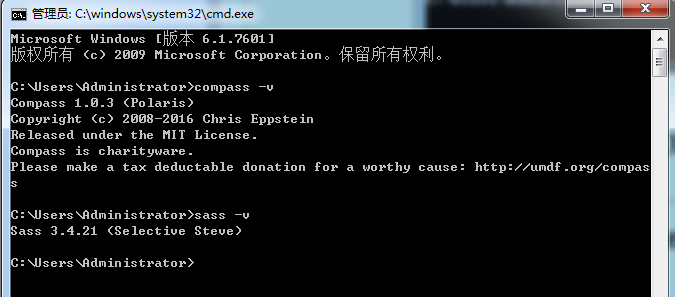 管理员: C:\windows\system32\cmd.exe
Microsoft Windows [版本 6.1.7601]
版权所有 (c) 2009 Microsoft Corporation。保留所有权利。
C:\Users\Administrator>compass -v
Compass 1.0.3 (Polaris)
Copyright (c) 2008-2016 Chris Eppstein
Released under the MIT License.
Compass is charityware.
Please make a tax deductable donation for a worthy cause: http://umdf.org/compas
s
C:\Users\Administrator>sass -v
Sass 3.4.21 (Selective Steve)
C:\Users\Administrator>